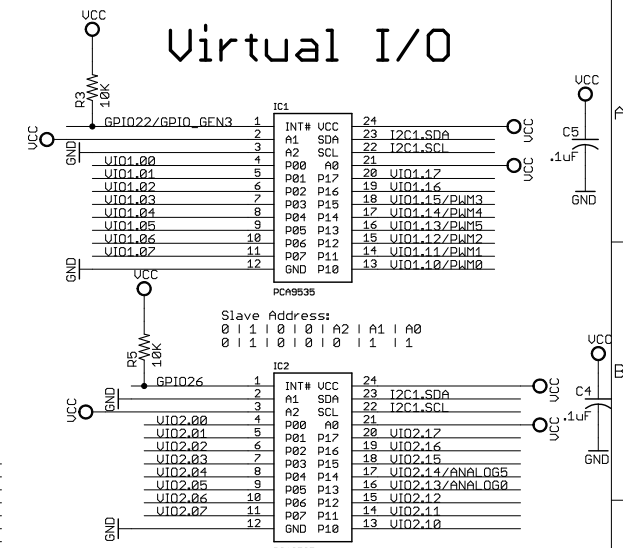 Virtual I/O
VCC
R3
10K
IC1
GPIO22/GPIO_GEN3 1 INT# VCC 24 VCC
VCC 2 A1 SDA 23 I2C1.SDA
GND 3 A2 SCL 22 I2C1.SCL
VIO1.00 4 P00 A0 21 VCC
VIO1.01 5 P01 P17 20 VIO1.17
VIO1.02 6 P02 P16 19 VIO1.16
VIO1.03 7 P03 P15 18 VIO1.15/PWM3
VIO1.04 8 P04 P14 17 VIO1.14/PWM4
VIO1.05 9 P05 P13 16 VIO1.13/PWM5
VIO1.06 10 P06 P12 15 VIO1.12/PWM2
VIO1.07 11 P07 P11 14 VIO1.11/PWM1
GND 12 GND P10 13 VIO1.10/PWM0
PCA9535
VCC
C5
.1uF
GND
A
Slave Address:
0 | 1 | 0 | 0 | A2 | A1 | A0
0 | 1 | 0 | 0 | 0 | 1 | 1
VCC
R5
10K
IC2
GPIO26 1 INT# VCC 24 VCC
GND 2 A1 SDA 23 I2C1.SDA
VCC 3 A2 SCL 22 I2C1.SCL
VIO2.00 4 P00 A0 21 VCC
VIO2.01 5 P01 P17 20 VIO2.17
VIO2.02 6 P02 P16 19 VIO2.16
VIO2.03 7 P03 P15 18 VIO2.15
VIO2.04 8 P04 P14 17 VIO2.14/ANALOG5
VIO2.05 9 P05 P13 16 VIO2.13/ANALOG0
VIO2.06 10 P06 P12 15 VIO2.12
VIO2.07 11 P07 P11 14 VIO2.11
GND 12 GND P10 13 VIO2.10
VCC
C4
.1uF
GND
B